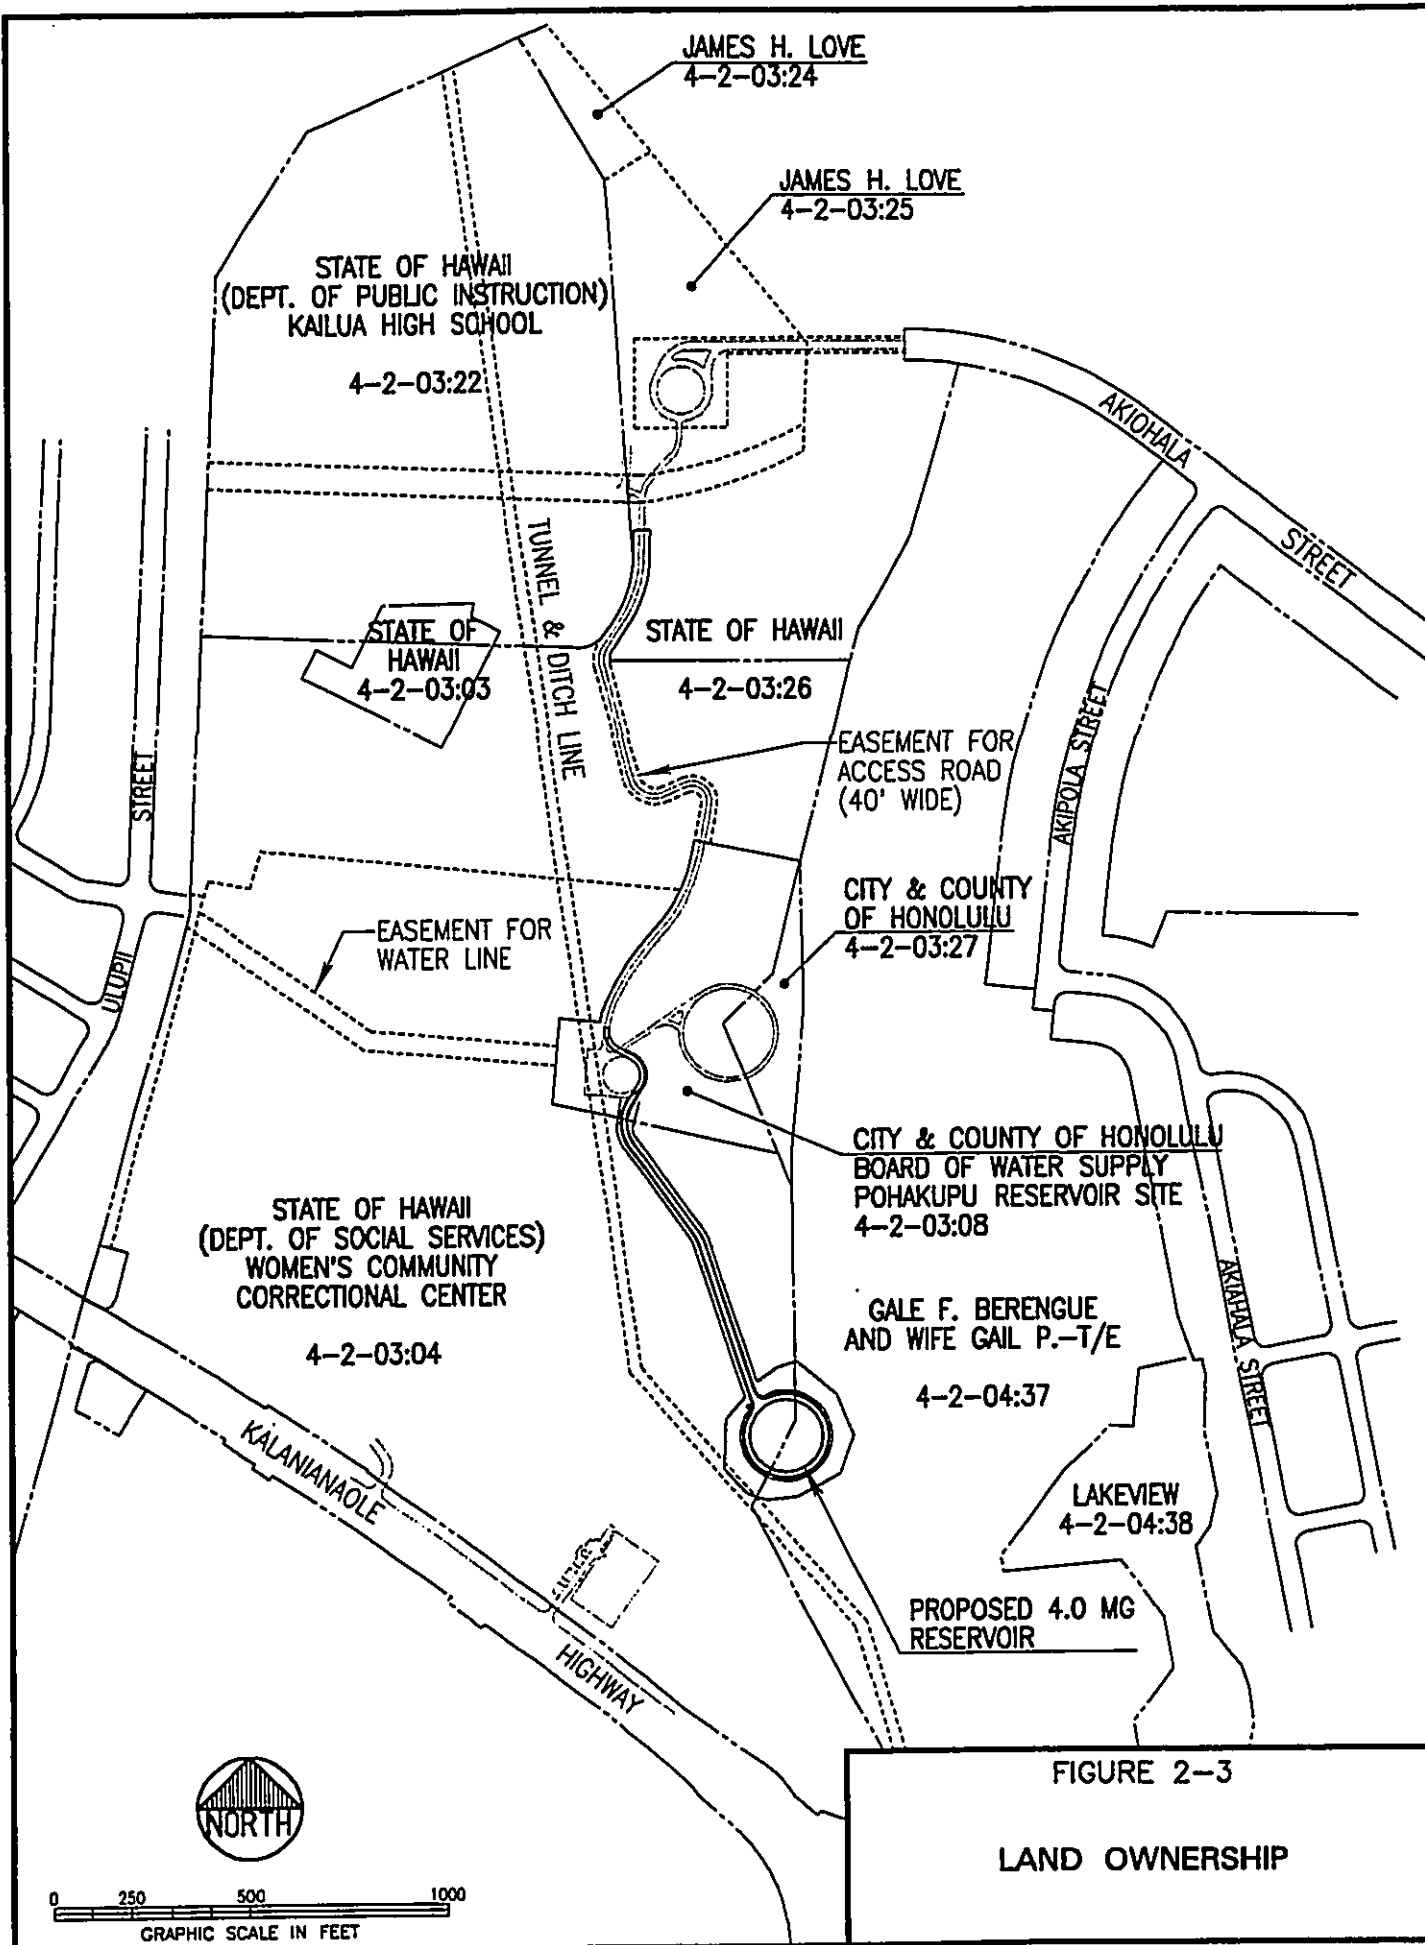 JAMES H. LOVE
4-2-03:24
JAMES H. LOVE
4-2-03:25
STATE OF HAWAII
(DEPT. OF PUBLIC INSTRUCTION)
KAILUA HIGH SCHOOL
4-2-03:22
AKIOHALA
STREET
TUNNEL & DITCH LINE
STATE OF
HAWAII
4-2-03:03
STATE OF HAWAII
4-2-03:26
EASEMENT FOR
ACCESS ROAD
(40' WIDE)
AKIPOLA STREET
STREET
ULUPII
CITY & COUNTY
OF HONOLULU
4-2-03:27
EASEMENT FOR
WATER LINE
CITY & COUNTY OF HONOLULU
BOARD OF WATER SUPPLY
POHAKUPU RESERVOIR SITE
4-2-03:08
STATE OF HAWAII
(DEPT. OF SOCIAL SERVICES)
WOMEN'S COMMUNITY
CORRECTIONAL CENTER
4-2-03:04
GALE F. BERENGUE
AND WIFE GAIL P.-T/E
4-2-04:37
AKIAHALA STREET
KALANIANAOLE
HIGHWAY
LAKEVIEW
4-2-04:38
PROPOSED 4.0 MG
RESERVOIR
NORTH
0 250 500 1000
GRAPHIC SCALE IN FEET
FIGURE 2-3
LAND OWNERSHIP